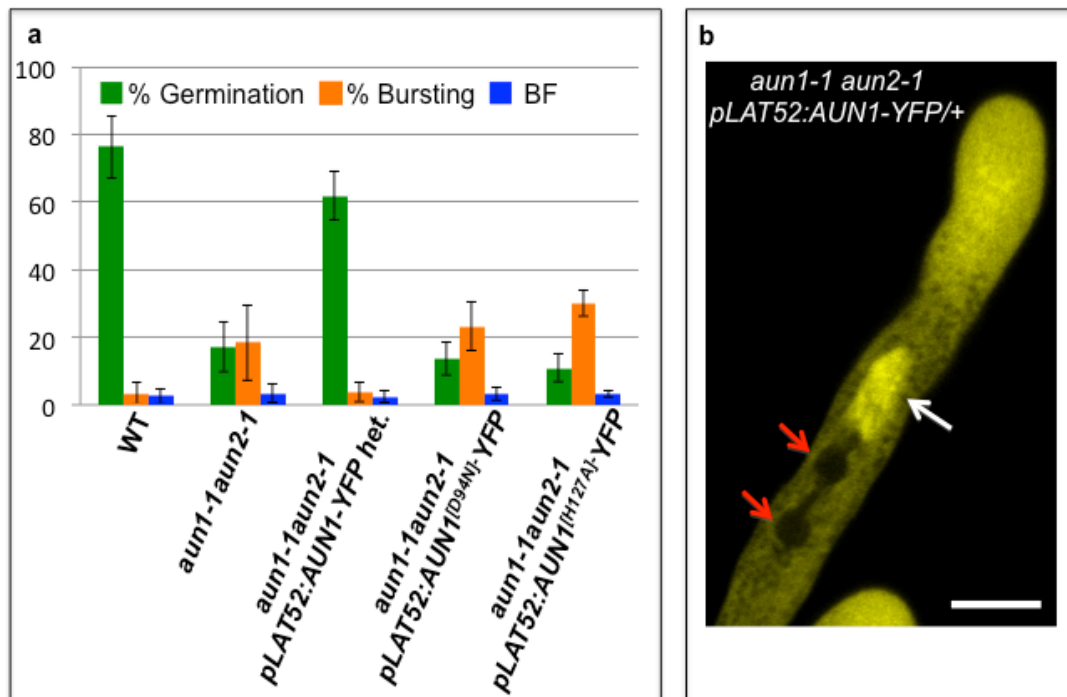 a
100
80
60
40
20
0
% Germination % Bursting BF
WT
aun1-1aun2-1
aun1-1aun2-1
pLAT52:AUN1-YFP het.
aun1-1aun2-1
pLAT52:AUN1[D94N]-YFP
aun1-1aun2-1
pLAT52:AUN1[H127A]-YFP
b
aun1-1 aun2-1
pLAT52:AUN1-YFP/+